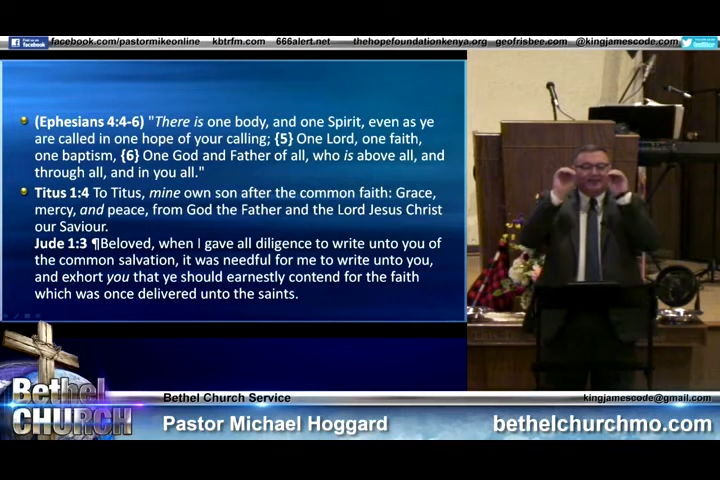 Find us on facebook facebook.com/pastormikeonline kbtrfm.com 666alert.net thehopefoundationkenya.org geofrisbee.com @kingjamescode.com twitter
(Ephesians 4:4-6) "There is one body, and one Spirit, even as ye
are called in one hope of your calling; {5} One Lord, one faith,
one baptism, {6} One God and Father of all, who is above all, and
through all, and in you all."
Titus 1:4 To Titus, mine own son after the common faith: Grace,
mercy, and peace, from God the Father and the Lord Jesus Christ
our Saviour.
Jude 1:3 ¶Beloved, when I gave all diligence to write unto you of
the common salvation, it was needful for me to write unto you,
and exhort you that ye should earnestly contend for the faith
which was once delivered unto the saints.
Bethel
CHURCH
Bethel Church Service kingjamescode@gmail.com
Pastor Michael Hoggard bethelchurchmo.com